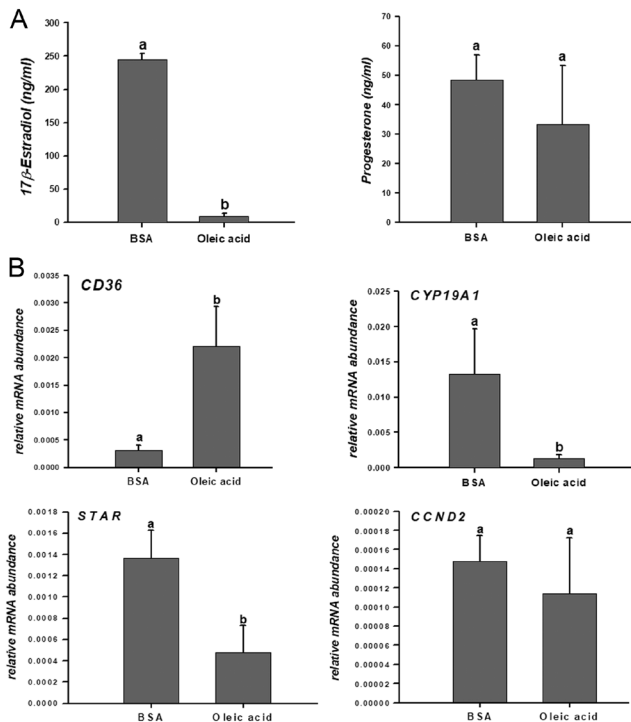 A
17β-Estradiol (ng/ml)
300
250
200
150
100
50
0
a
b
BSA
Oleic acid
Progesterone (ng/ml)
70
60
50
40
30
20
10
0
a
a
BSA
Oleic acid
B
CD36
relative mRNA abundance
0.0035
0.0030
0.0025
0.0020
0.0015
0.0010
0.0005
0.0000
a
b
BSA
Oleic acid
CYP19A1
relative mRNA abundance
0.025
0.020
0.015
0.010
0.005
0.000
a
b
BSA
Oleic acid
STAR
relative mRNA abundance
0.0018
0.0016
0.0014
0.0012
0.0010
0.0008
0.0006
0.0004
0.0002
0.0000
a
b
BSA
Oleic acid
CCND2
relative mRNA abundance
0.00020
0.00018
0.00016
0.00014
0.00012
0.00010
0.00008
0.00006
0.00004
0.00002
0.00000
a
a
BSA
Oleic acid